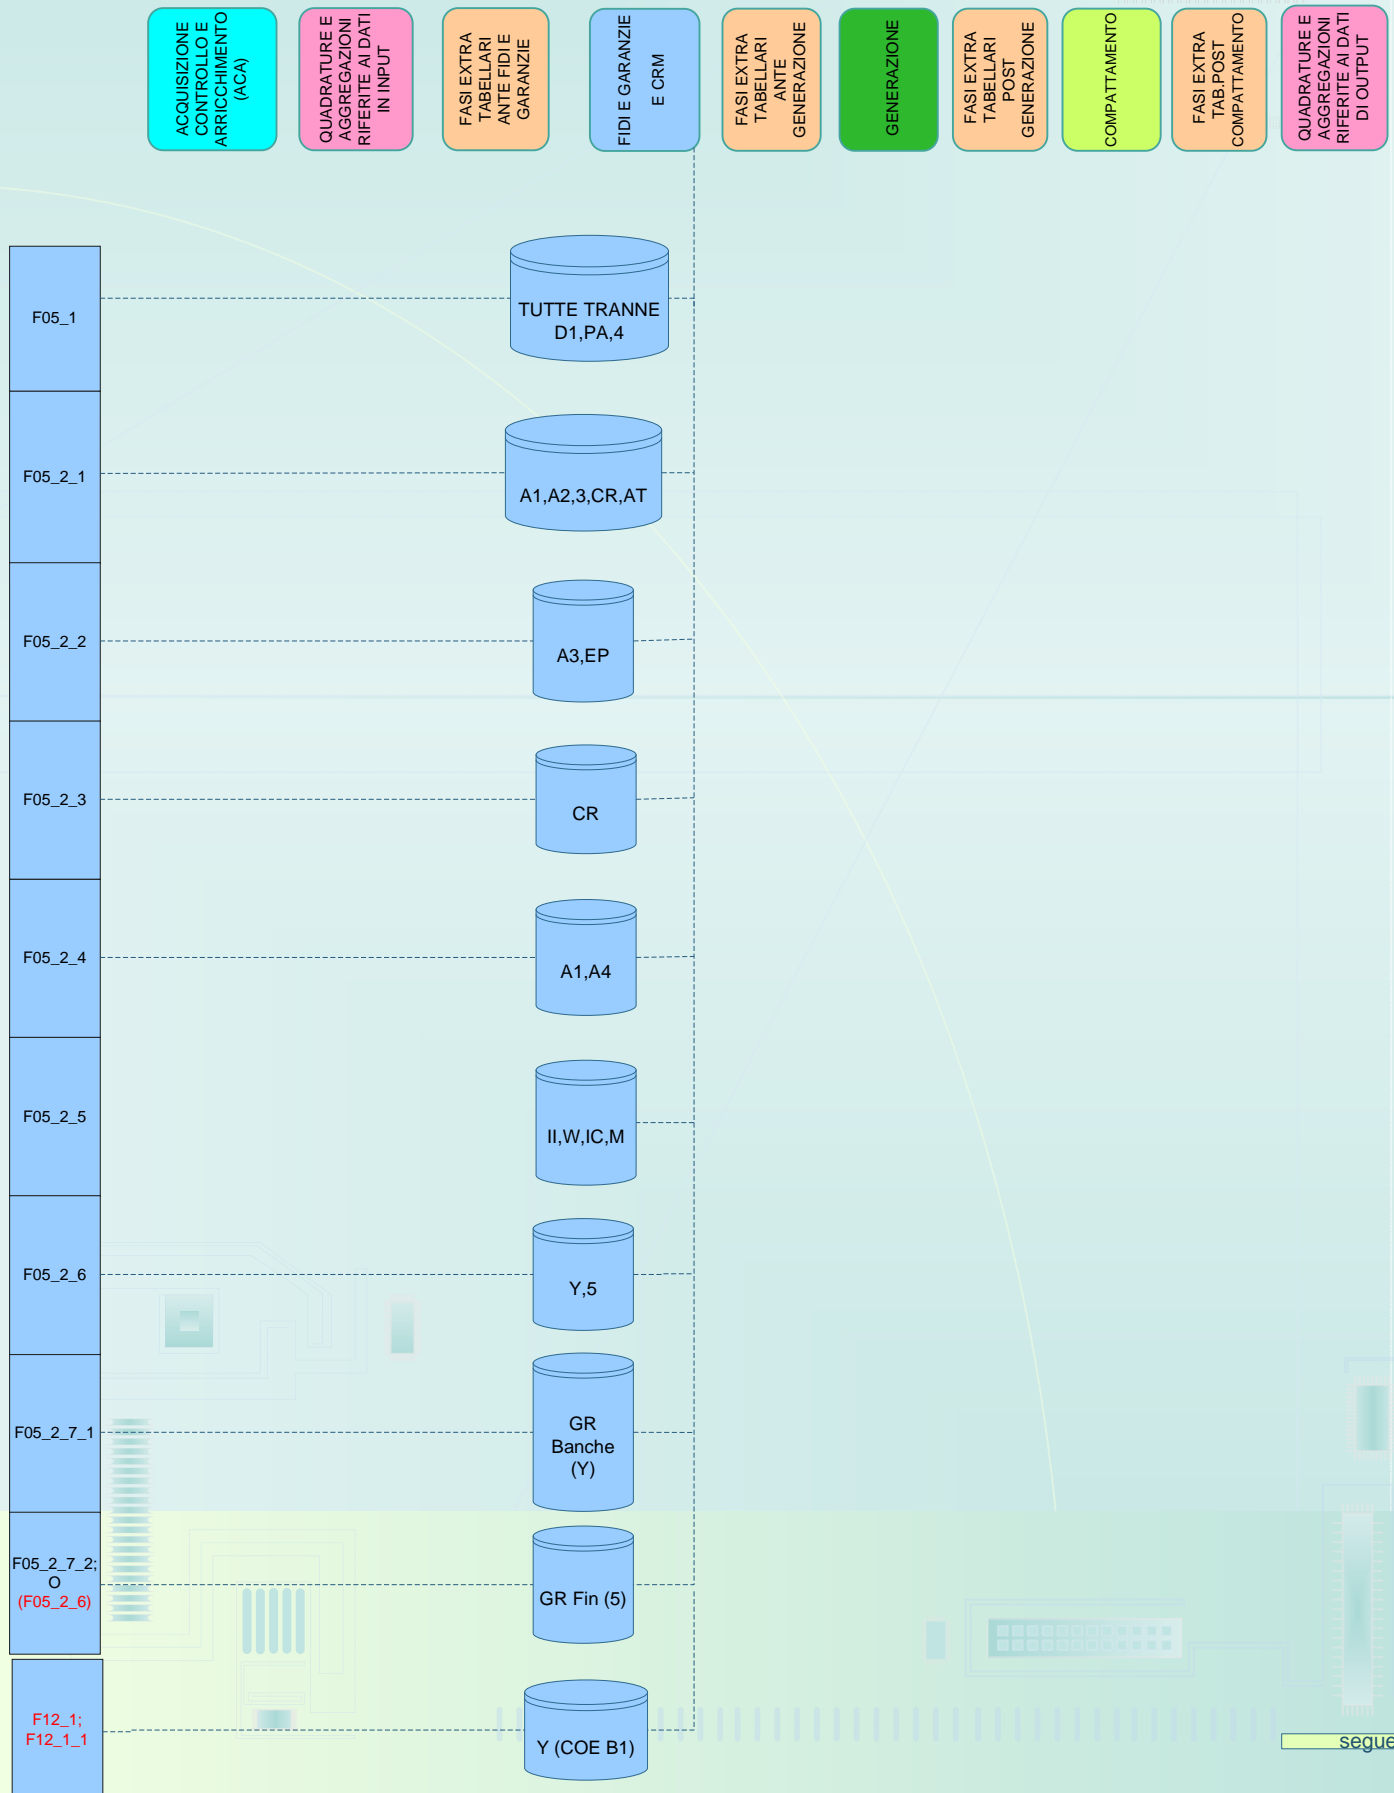 ACQUISIZIONE
CONTROLLO E
ARRICCHIMENTO
(ACA)
QUADRATURE E
AGGREGAZIONI
RIFERITE AI DATI
IN INPUT
FASI EXTRA
TABELLARI
ANTE FIDI E
GARANZIE
FIDI E GARANZIE
E CRM
FASI EXTRA
TABELLARI
ANTE
GENERAZIONE
GENERAZIONE
FASI EXTRA
TABELLARI
POST
GENERAZIONE
COMPATTAMENTO
FASI EXTRA
TAB.POST
COMPATTAMENTO
QUADRATURE E
AGGREGAZIONI
RIFERITE AI DATI
DI OUTPUT
F05_1
TUTTE TRANNE
D1,PA,4
F05_2_1
A1,A2,3,CR,AT
F05_2_2
A3,EP
F05_2_3
CR
F05_2_4
A1,A4
F05_2_5
II,W,IC,M
F05_2_6
Y,5
F05_2_7_1
GR
Banche
(Y)
F05_2_7_2;
O
(F05_2_6)
GR Fin (5)
F12_1;
F12_1_1
Y (COE B1)
segue